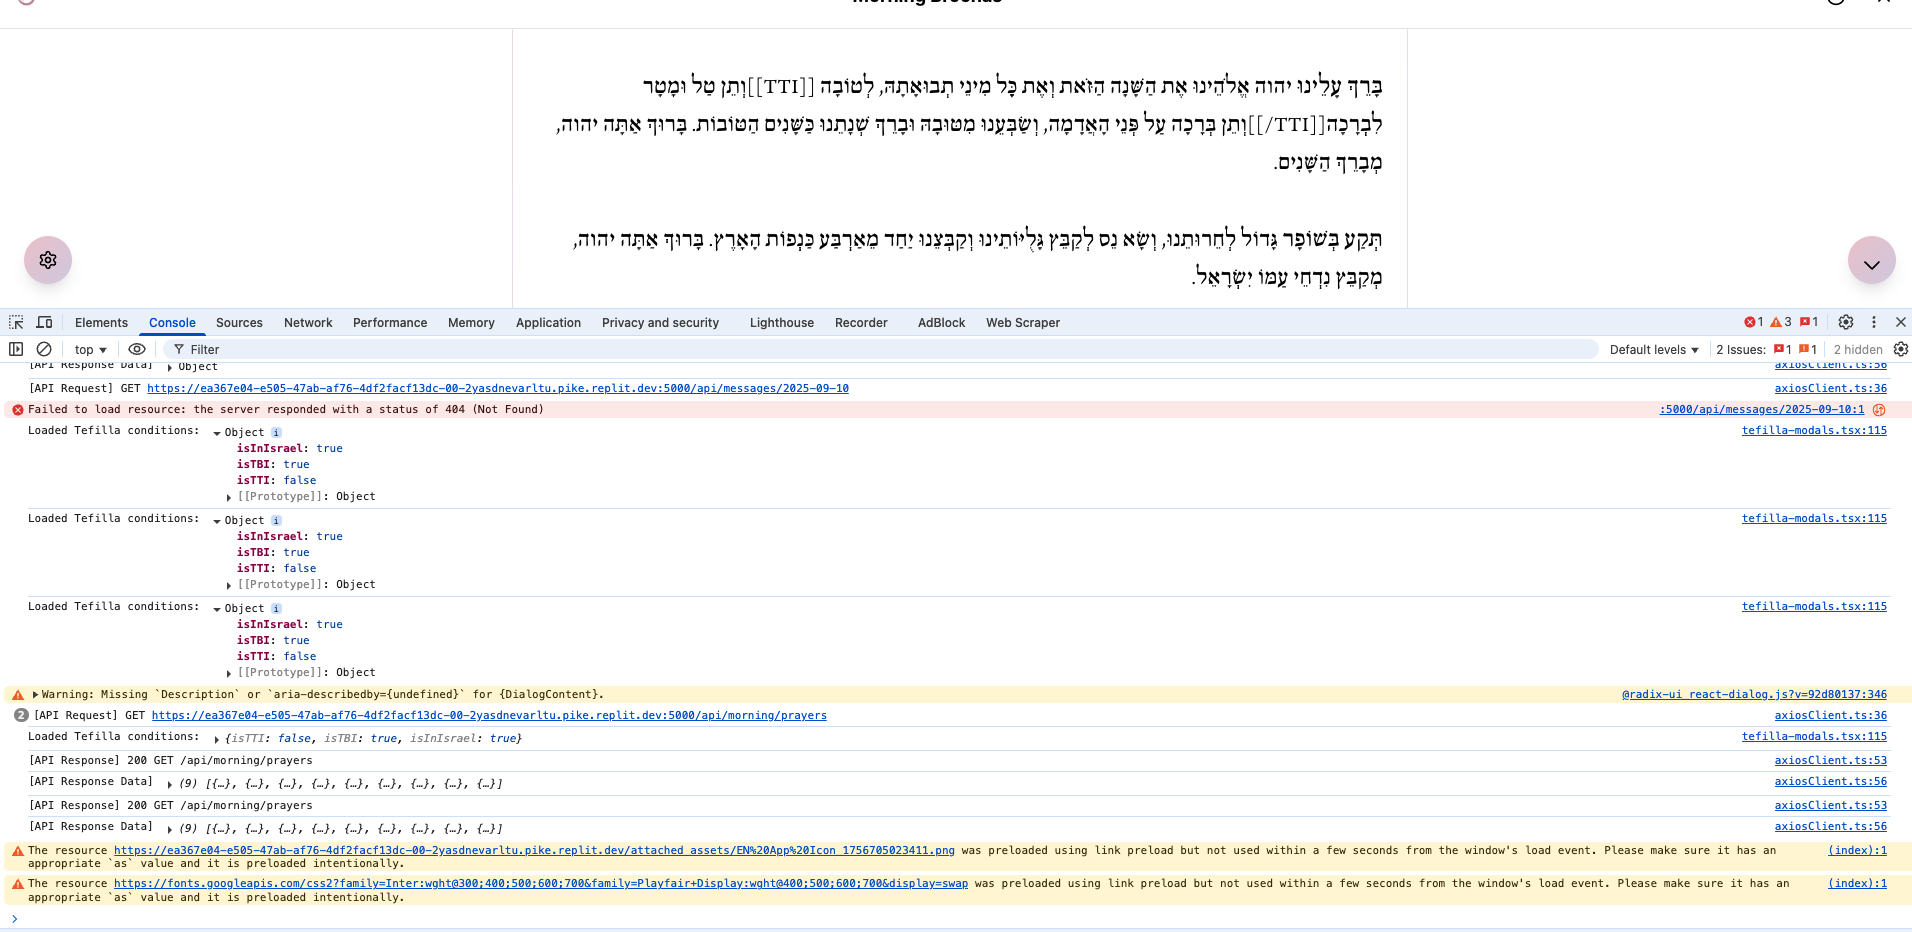 בָּרֵךְ עָלֵינוּ יהוה אֱלֹהֵינוּ אֶת הַשָּׁנָה הַזֹּאת וְאֶת כָּל מִינֵי תְבוּאָתָהּ, לְטוֹבָה [[TTI]]וְתֵן טַל וּמָטָר
לִבְרָכָה[[/TTI]]וְתֵן בְּרָכָה עַל פְּנֵי הָאֲדָמָה, וְשַׂבְּעֵנוּ מִטּוּבָהּ וּבָרֵךְ שְׁנָתֵנוּ כַּשָּׁנִים הַטּוֹבוֹת. בָּרוּךְ אַתָּה יהוה,
מְבָרֵךְ הַשָּׁנִים.
תְּקַע בְּשׁוֹפָר גָּדוֹל לְחֵרוּתֵנוּ, וְשָׂא נֵס לְקַבֵּץ גָּלֻיּוֹתֵינוּ וְקַבְּצֵנוּ יַחַד מֵאַרְבַּע כַּנְפוֹת הָאָרֶץ. בָּרוּךְ אַתָּה יהוה,
מְקַבֵּץ נִדְחֵי עַמּוֹ יִשְׂרָאֵל.
Elements Console Sources Network Performance Memory Application Privacy and security Lighthouse Recorder AdBlock Web Scraper 1 3 1
top Filter Default levels 2 Issues: 1 1 2 hidden
[API Response Data] Object axiosClient.ts:56
[API Request] GET https://ea367e04-e505-47ab-af76-4df2facf13dc-00-2yasdnevarltu.pike.replit.dev:5000/api/messages/2025-09-10 axiosClient.ts:36
Failed to load resource: the server responded with a status of 404 (Not Found) :5000/api/messages/2025-09-10:1
Loaded Tefilla conditions: Object i tefilla-modals.tsx:115
isInIsrael: true
isTBI: true
isTTI: false
[[Prototype]]: Object
Loaded Tefilla conditions: Object i tefilla-modals.tsx:115
isInIsrael: true
isTBI: true
isTTI: false
[[Prototype]]: Object
Loaded Tefilla conditions: Object i tefilla-modals.tsx:115
isInIsrael: true
isTBI: true
isTTI: false
[[Prototype]]: Object
Warning: Missing `Description` or `aria-describedby={undefined}` for {DialogContent}. @radix-ui_react-dialog.js?v=92d80137:346
2 [API Request] GET https://ea367e04-e505-47ab-af76-4df2facf13dc-00-2yasdnevarltu.pike.replit.dev:5000/api/morning/prayers axiosClient.ts:36
Loaded Tefilla conditions: {isTTI: false, isTBI: true, isInIsrael: true} tefilla-modals.tsx:115
[API Response] 200 GET /api/morning/prayers axiosClient.ts:53
[API Response Data] (9) [{…}, {…}, {…}, {…}, {…}, {…}, {…}, {…}, {…}] axiosClient.ts:56
[API Response] 200 GET /api/morning/prayers axiosClient.ts:53
[API Response Data] (9) [{…}, {…}, {…}, {…}, {…}, {…}, {…}, {…}, {…}] axiosClient.ts:56
The resource https://ea367e04-e505-47ab-af76-4df2facf13dc-00-2yasdnevarltu.pike.replit.dev/attached_assets/EN%20App%20Icon_1756705023411.png was preloaded using link preload but not used within a few seconds from the window's load event. Please make sure it has an (index):1
appropriate `as` value and it is preloaded intentionally.
The resource https://fonts.googleapis.com/css2?family=Inter:wght@300;400;500;600;700&family=Playfair+Display:wght@400;500;600;700&display=swap was preloaded using link preload but not used within a few seconds from the window's load event. Please make sure it has an (index):1
appropriate `as` value and it is preloaded intentionally.